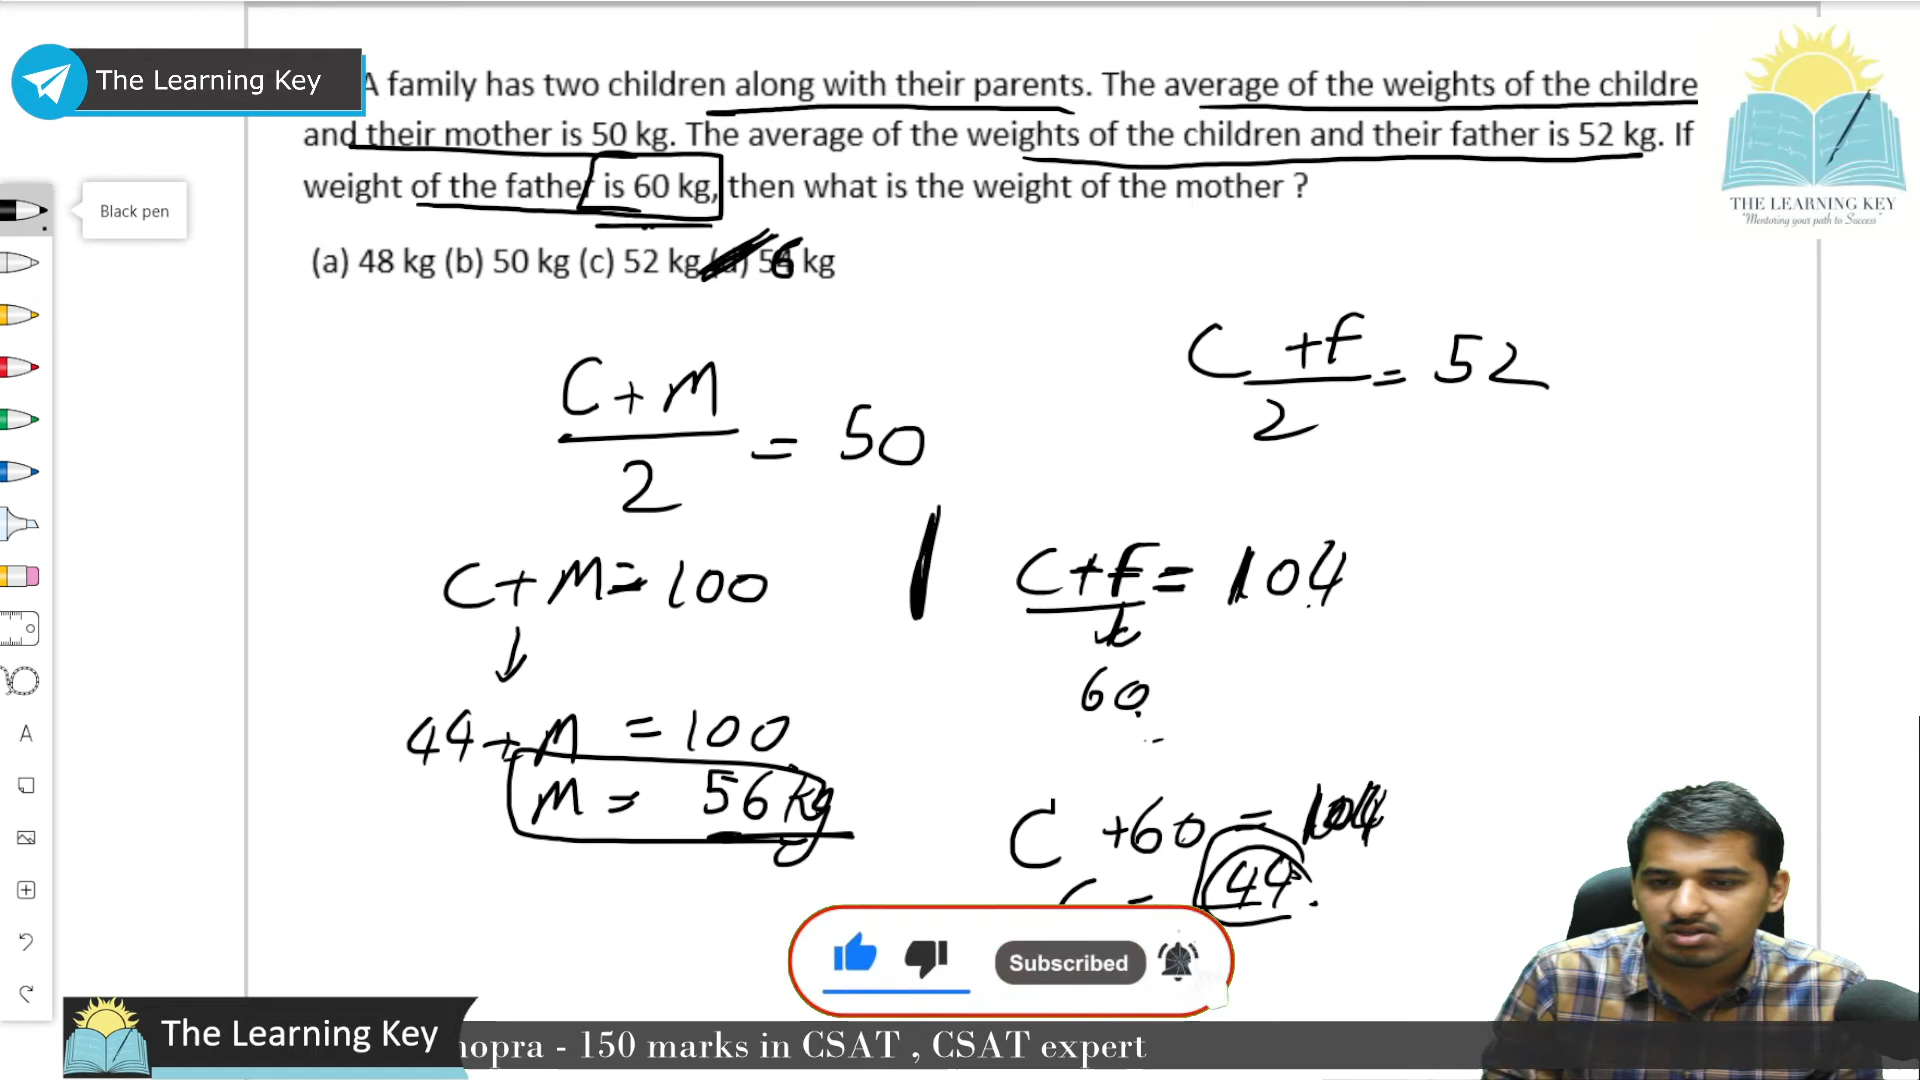 The Learning Key
A family has two children along with their parents. The average of the weights of the childre
and their mother is 50 kg. The average of the weights of the children and their father is 52 kg. If
weight of the father is 60 kg, then what is the weight of the mother ?
(a) 48 kg (b) 50 kg (c) 52 kg (d) 56 kg
THE LEARNING KEY
"Mentoring your path to Success"
Black pen
C + M
2
= 50
C + F
2
= 52
C + M = 100
C + F = 104
60
44 + M = 100
M = 56 kg
C + 60 = 104
C = 44
A
Subscribed
The Learning Key
hopra - 150 marks in CSAT , CSAT expert